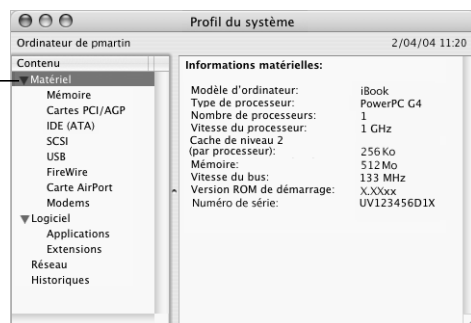 Profil du système
Ordinateur de pmartin
2/04/04 11:20
Contenu
Matériel
Mémoire
Cartes PCI/AGP
IDE (ATA)
SCSI
USB
FireWire
Carte AirPort
Modems
Logiciel
Applications
Extensions
Réseau
Historiques
Informations matérielles:
Modèle d'ordinateur: iBook
Type de processeur: PowerPC G4
Nombre de processeurs: 1
Vitesse du processeur: 1 GHz
Cache de niveau 2
(par processeur): 256 Ko
Mémoire: 512 Mo
Vitesse du bus: 133 MHz
Version ROM de démarrage: X.XXxx
Numéro de série: UV123456D1X